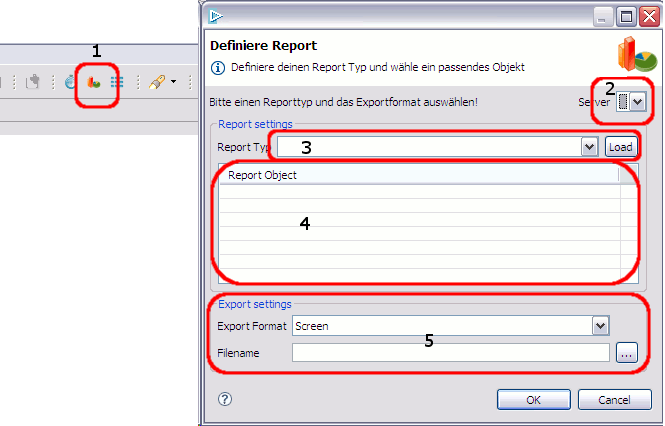 1
Definiere Report
Definiere deinen Report Typ und wähle ein passendes Objekt
2
Bitte einen Reporttyp und das Exportformat auswählen! Server
Report settings
Report Typ 3 Load
Report Object
4
Export settings
Export Format Screen
5
Filename ...
? OK Cancel